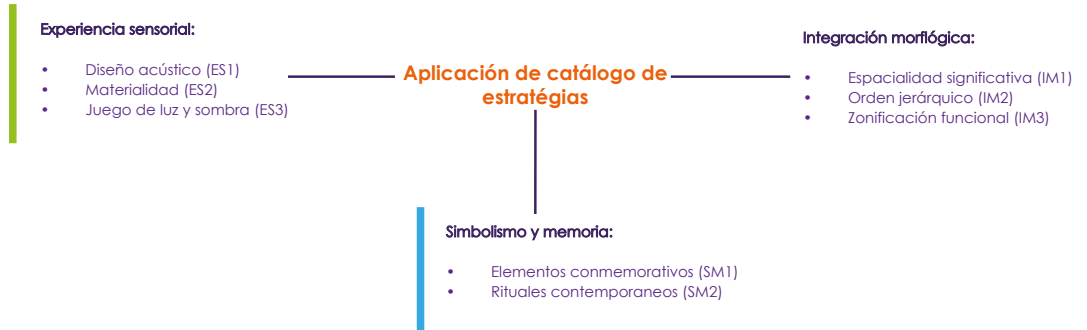 Experiencia sensorial:
• Diseño acústico (ES1)
• Materialidad (ES2)
• Juego de luz y sombra (ES3)
Aplicación de catálogo de
estratégias
Integración morflógica:
• Espacialidad significativa (IM1)
• Orden jerárquico (IM2)
• Zonificación funcional (IM3)
Simbolismo y memoria:
• Elementos conmemorativos (SM1)
• Rituales contemporaneos (SM2)